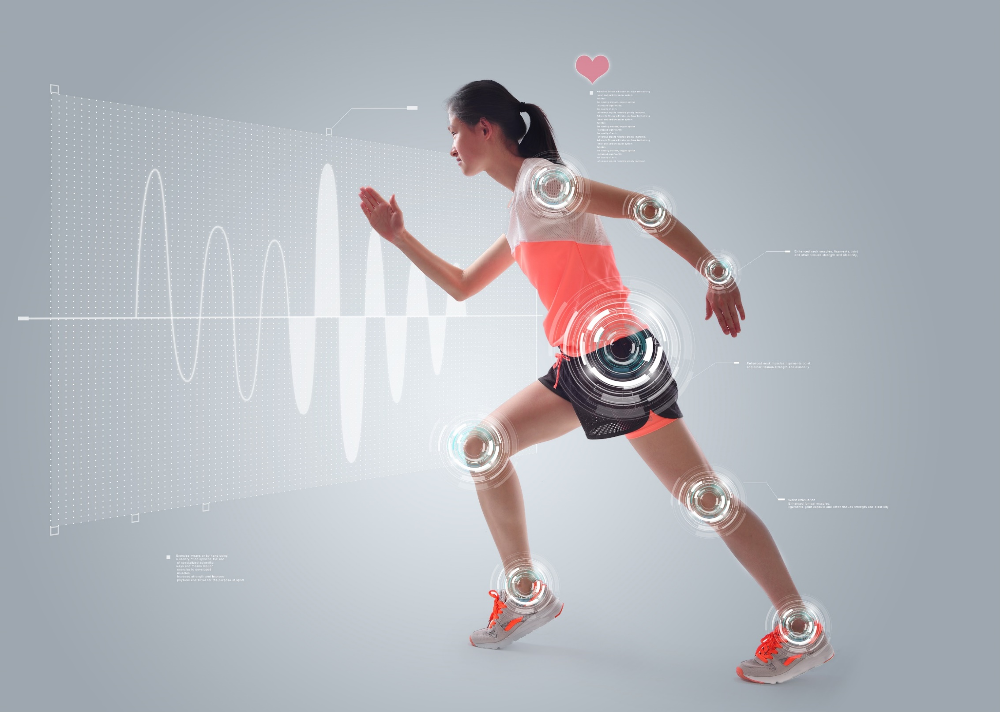 Adhere to fitness will make you have teeth strong
heart and cardiovascular system
function.
the training process, oxygen uptake
increased significantly,
the quality of work
of various organs naturally greatly improved.
Adhere to fitness will make you have teeth strong
heart and cardiovascular system
function.
the training process, oxygen uptake
increased significantly,
the quality of work
of various organs naturally greatly improved.
Adhere to fitness will make you have teeth strong
heart and cardiovascular system
function.
the training process, oxygen uptake
increased significantly,
the quality of work
of various organs naturally greatly improved.
Enhanced neck muscles, ligaments, joint
and other tissues strength and elasticity,
Enhanced neck muscles, ligaments, joint
and other tissues strength and elasticity
Waist articulation
Enhanced lumbar muscles,
ligaments, joint capsule and other tissues strength and elasticity.
Exercise means or by hand using
a variety of equipment, the use
of specialized scientific
ways and means motion
exercise to developed
muscles,
increase strength and improve
physical and strive for the purpose of sport